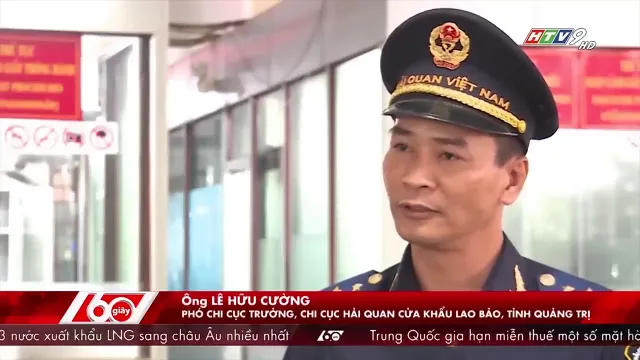 HTV9 HD
HẢI QUAN VIỆT NAM
60 giây
Ông LÊ HỮU CƯỜNG
PHÓ CHI CỤC TRƯỞNG, CHI CỤC HẢI QUAN CỬA KHẨU LAO BẢO, TỈNH QUẢNG TRỊ
3 nước xuất khẩu LNG sang châu Âu nhiều nhất
Trung Quốc gia hạn miễn thuế một số mặt